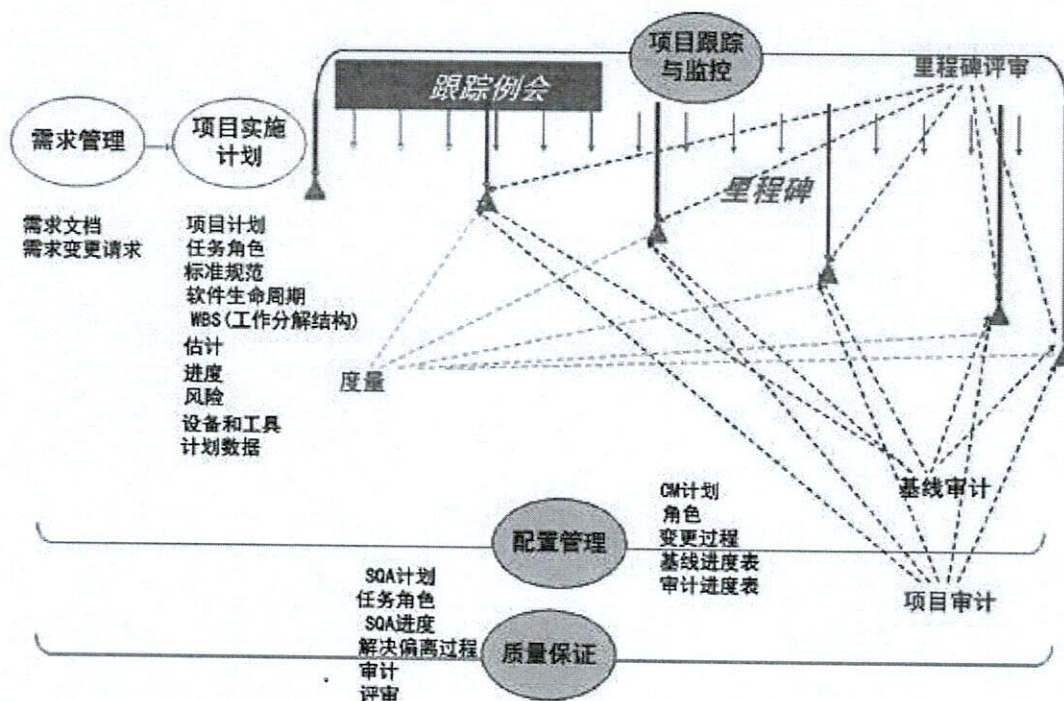 项目跟踪
与监控
里程碑评审
跟踪例会
需求管理
项目实施
计划
里程碑
需求文档
需求变更请求
项目计划
任务角色
标准规范
软件生命周期
WBS(工作分解结构)
估计
进度
风险
设备和工具
计划数据
度量
基线审计
配置管理
CM计划
角色
变更过程
基线进度表
审计进度表
项目审计
SQA计划
任务角色
SQA进度
解决偏离过程
审计
评审
质量保证